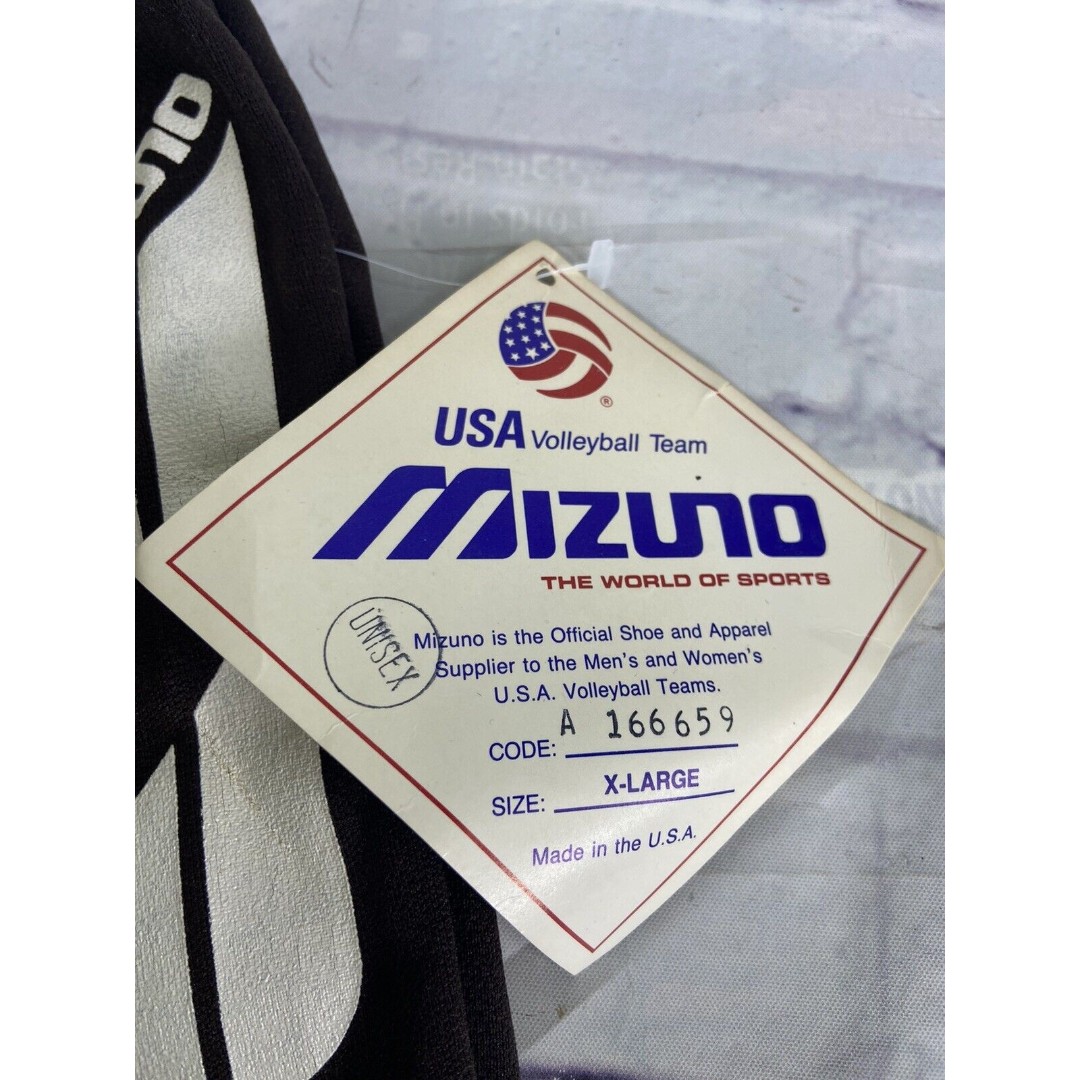 USA Volleyball Team
MIZUNO
THE WORLD OF SPORTS
UNISEX
Mizuno is the Official Shoe and Apparel
Supplier to the Men's and Women's
U.S.A. Volleyball Teams.
CODE: A 166659
SIZE: X-LARGE
Made in the U.S.A.